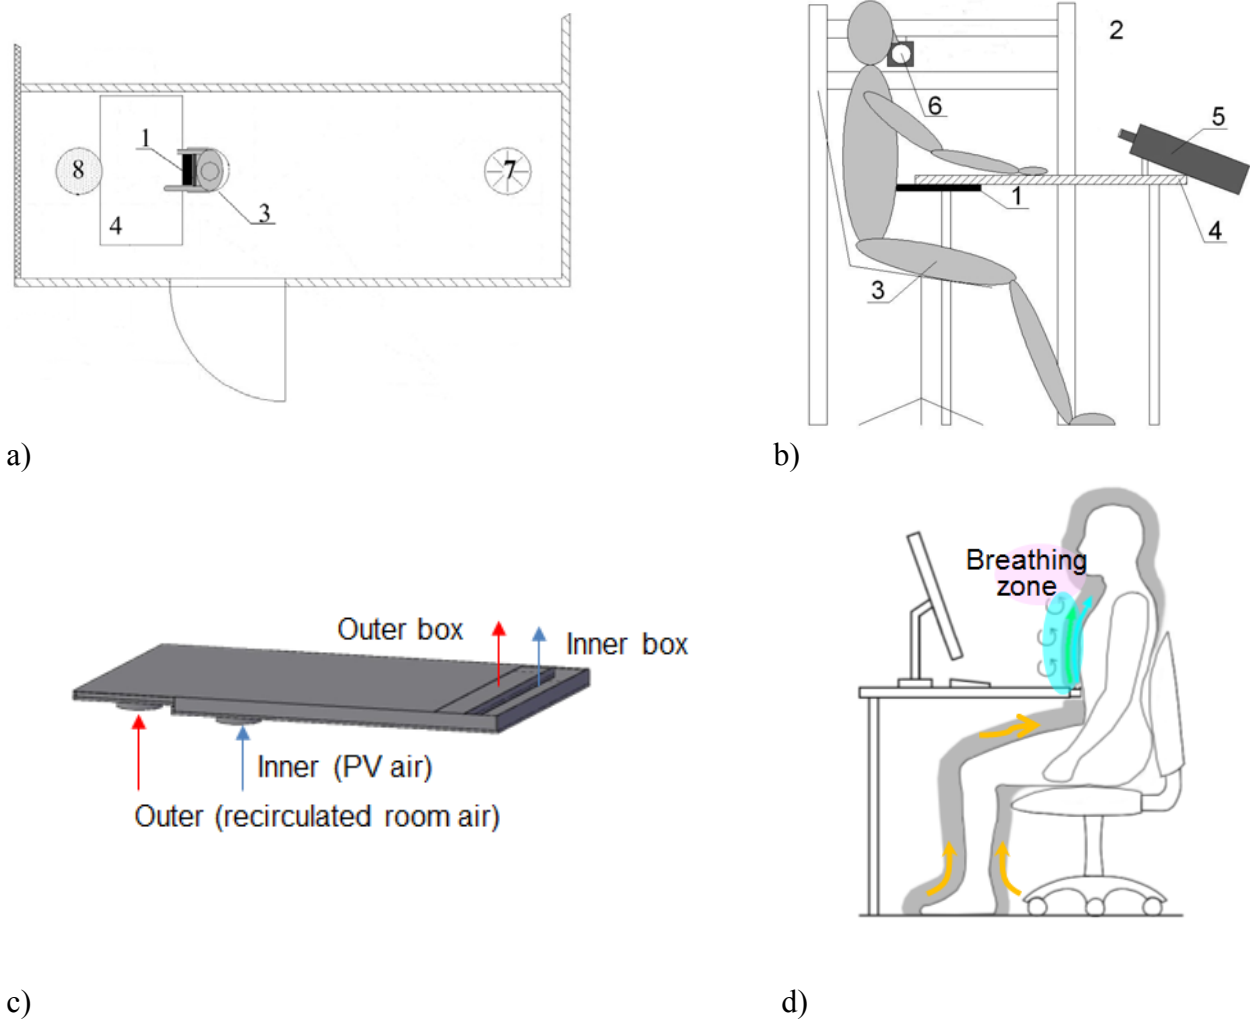 1
8
7
4
3
a)
2
6
5
1
4
3
b)
Outer box
Inner box
Inner (PV air)
Outer (recirculated room air)
c)
Breathing
zone
d)